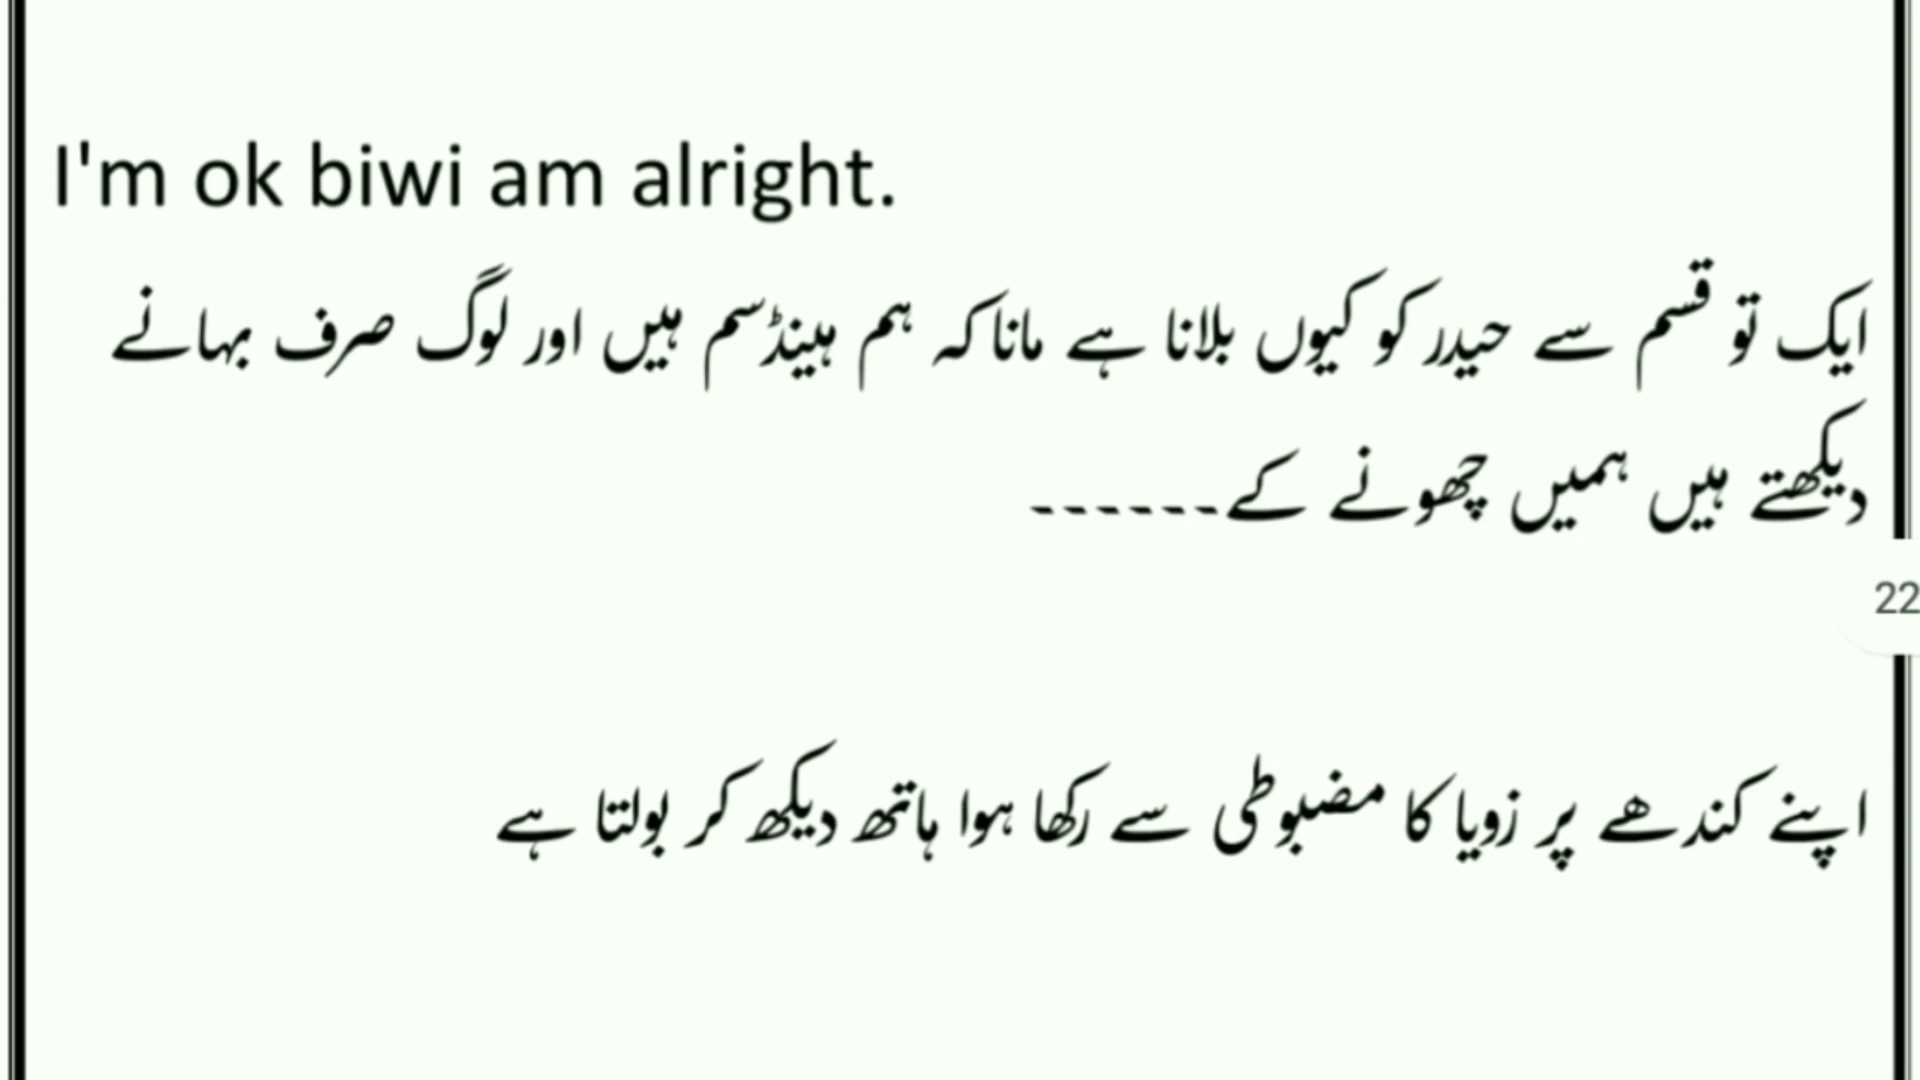 I'm ok biwi am alright.
ایک تو قسم سے حیدر کو کیوں بلانا ہے مانا کہ ہم ہینڈسم ہیں اور لوگ صرف بہانے
دیکھتے ہیں ہمیں چھونے کے------
22
اپنے کندھے پر زویا کا مضبوطی سے رکھا ہوا ہاتھ دیکھ کر بولتا ہے